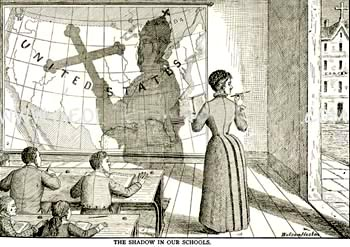 UNITED STATES
THE SHADOW IN OUR SCHOOLS.